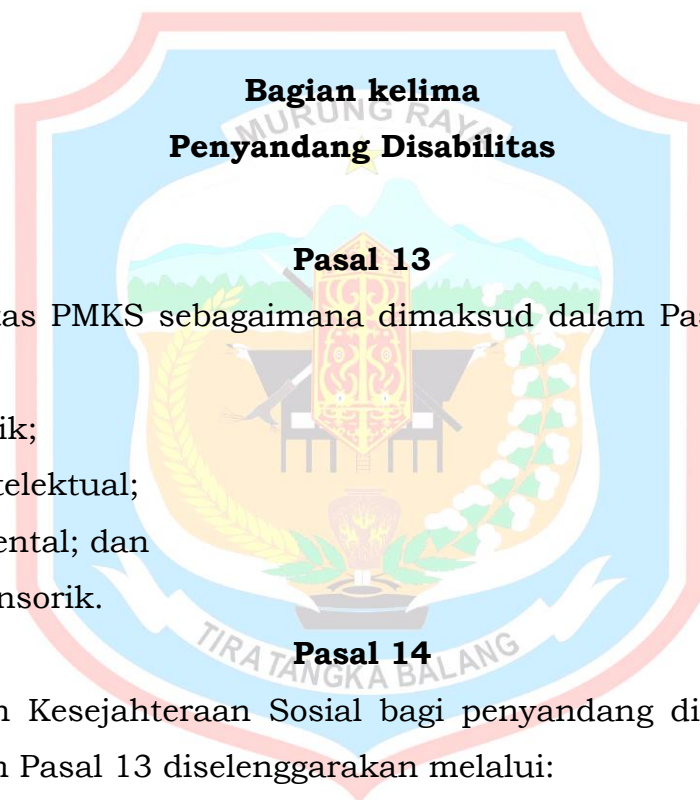 Bagian kelima
MURUNG RAYA
Penyandang Disabilitas
Pasal 13
tas PMKS sebagaimana dimaksud dalam Pa
ik;
telektual;
ental; dan
nsorik.
TIRA TANGKA BALANG
Pasal 14
n Kesejahteraan Sosial bagi penyandang di
n Pasal 13 diselenggarakan melalui: